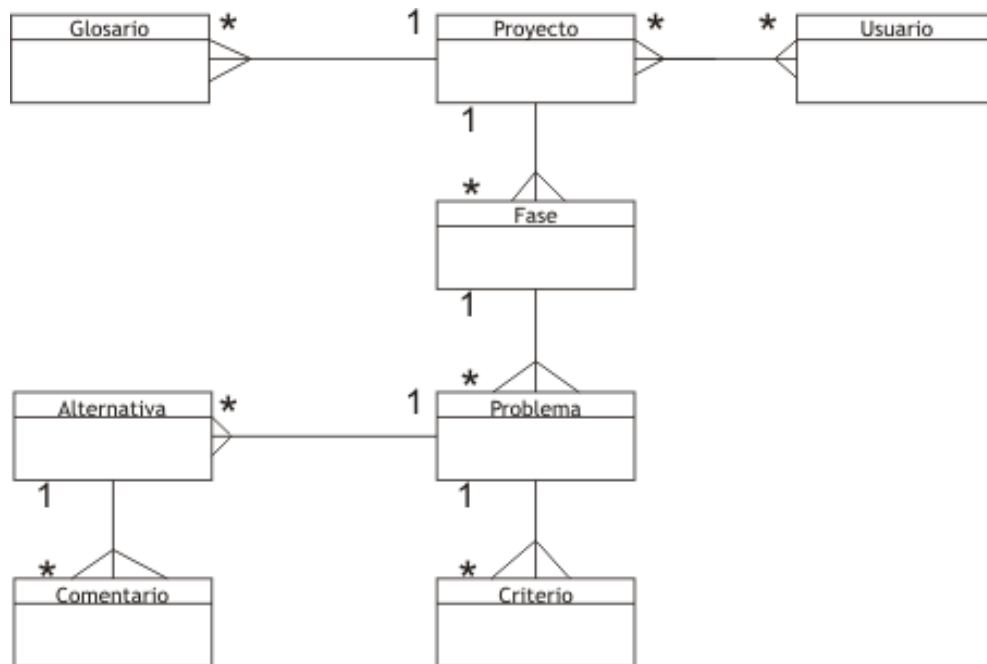 Glosario
*
1
Proyecto
*
*
Usuario
1
*
Fase
1
*
Alternativa
*
1
Problema
1
1
*
Comentario
*
Criterio